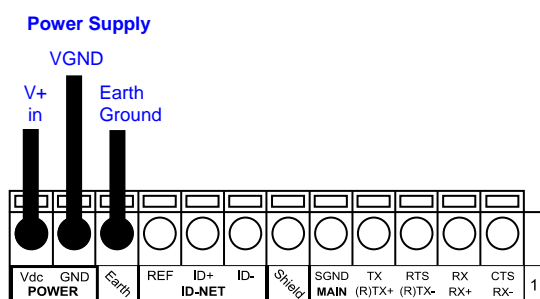 Power Supply
VGND
V+ in
Earth Ground
Vdc GND Earth REF ID+ ID- Shield SGND TX RTS RX CTS
POWER ID-NET MAIN (R)TX+ (R)TX- RX+ RX- 1